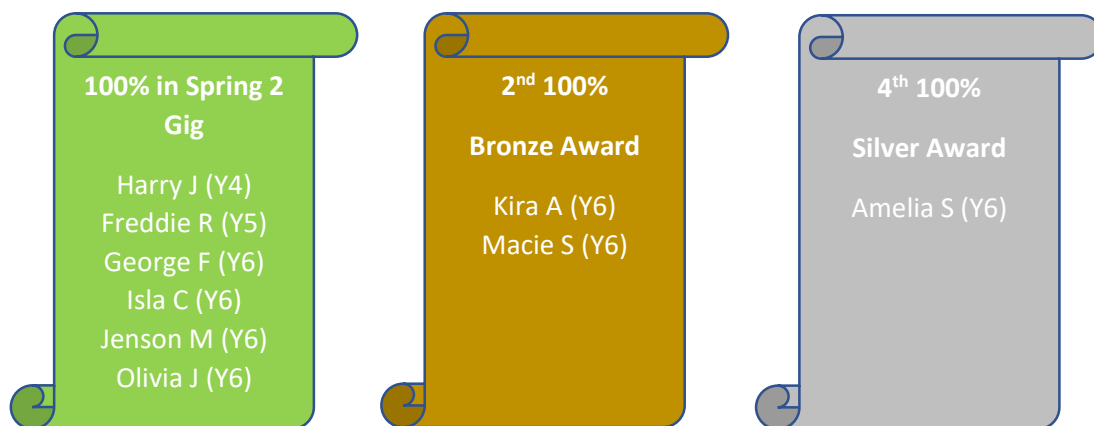 100% in Spring 2
Gig
Harry J (Y4)
Freddie R (Y5)
George F (Y6)
Isla C (Y6)
Jenson M (Y6)
Olivia J (Y6)
2nd 100%
Bronze Award
Kira A (Y6)
Macie S (Y6)
4th 100%
Silver Award
Amelia S (Y6)